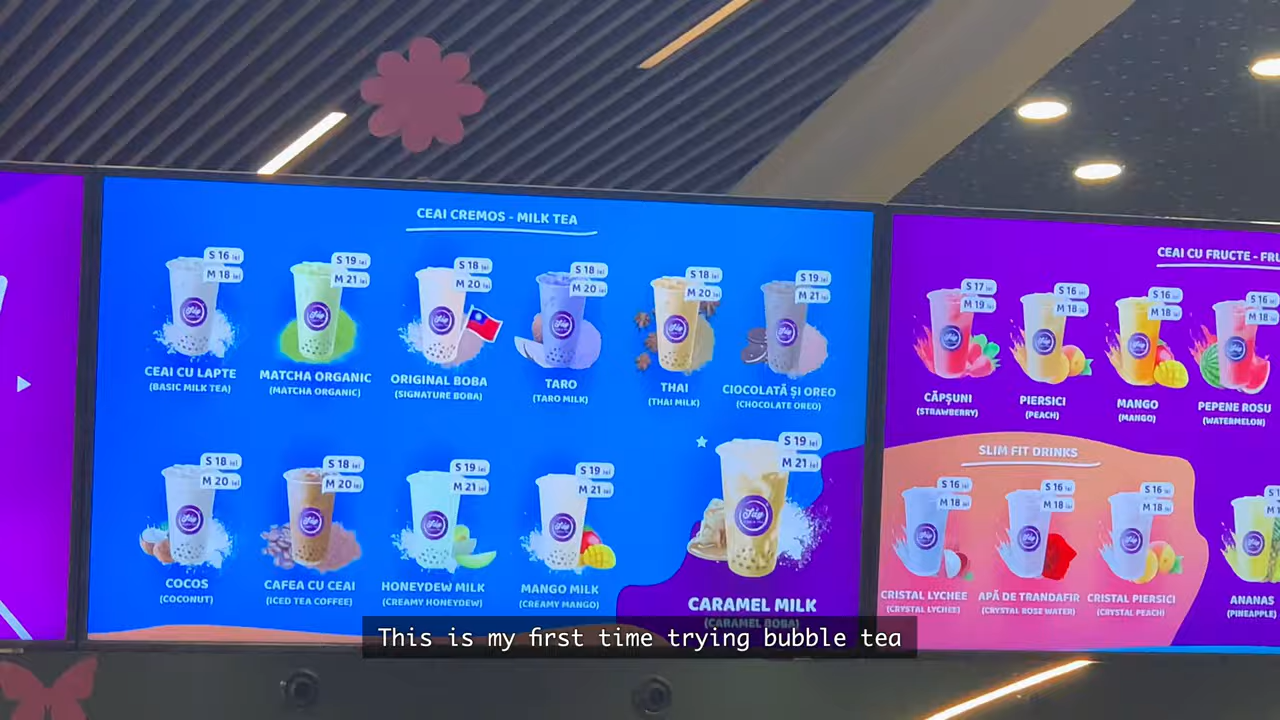 CEAI CREMOS - MILK TEA
S 16 lei
M 18 lei
CEAI CU LAPTE
(BASIC MILK TEA)
S 19 lei
M 21 lei
MATCHA ORGANIC
(MATCHA ORGANIC)
S 18 lei
M 20 lei
ORIGINAL BOBA
(SIGNATURE BOBA)
S 18 lei
M 20 lei
TARO
(TARO MILK)
S 18 lei
M 20 lei
THAI
(THAI MILK)
S 19 lei
M 21 lei
CIOCOLATĂ ȘI OREO
(CHOCOLATE OREO)
S 18 lei
M 20 lei
COCOS
(COCONUT)
S 18 lei
M 20 lei
CAFEA CU CEAI
(ICED TEA COFFEE)
S 19 lei
M 21 lei
HONEYDEW MILK
(CREAMY HONEYDEW)
S 19 lei
M 21 lei
MANGO MILK
(CREAMY MANGO)
S 19 lei
M 21 lei
CARAMEL MILK
(CARAMEL BOBA)
CEAI CU FRUCTE - FRU
S 17 lei
M 19 lei
CĂPȘUNI
(STRAWBERRY)
S 16 lei
M 18 lei
PIERSICI
(PEACH)
S 16 lei
M 18 lei
MANGO
(MANGO)
S 16 lei
M 18 lei
PEPENE ROSU
(WATERMELON)
SLIM FIT DRINKS
S 16 lei
M 18 lei
CRISTAL LYCHEE
(CRYSTAL LYCHEE)
S 16 lei
M 18 lei
APĂ DE TRANDAFIR
(CRYSTAL ROSE WATER)
S 16 lei
M 18 lei
CRISTAL PIERSICI
(CRYSTAL PEACH)
ANANAS
(PINEAPPLE)
This is my first time trying bubble tea